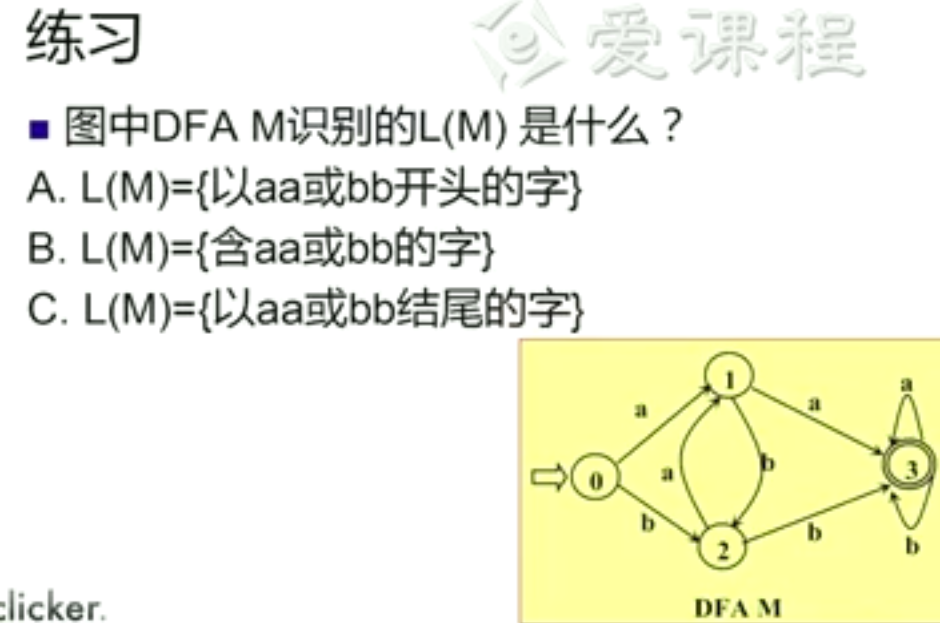 练习
爱课程
■ 图中DFA M识别的L(M) 是什么？
A. L(M)={以aa或bb开头的字}
B. L(M)={含aa或bb的字}
C. L(M)={以aa或bb结尾的字}
1
a
a
a
0
a
b
3
b
2
b
b
DFA M
clicker.